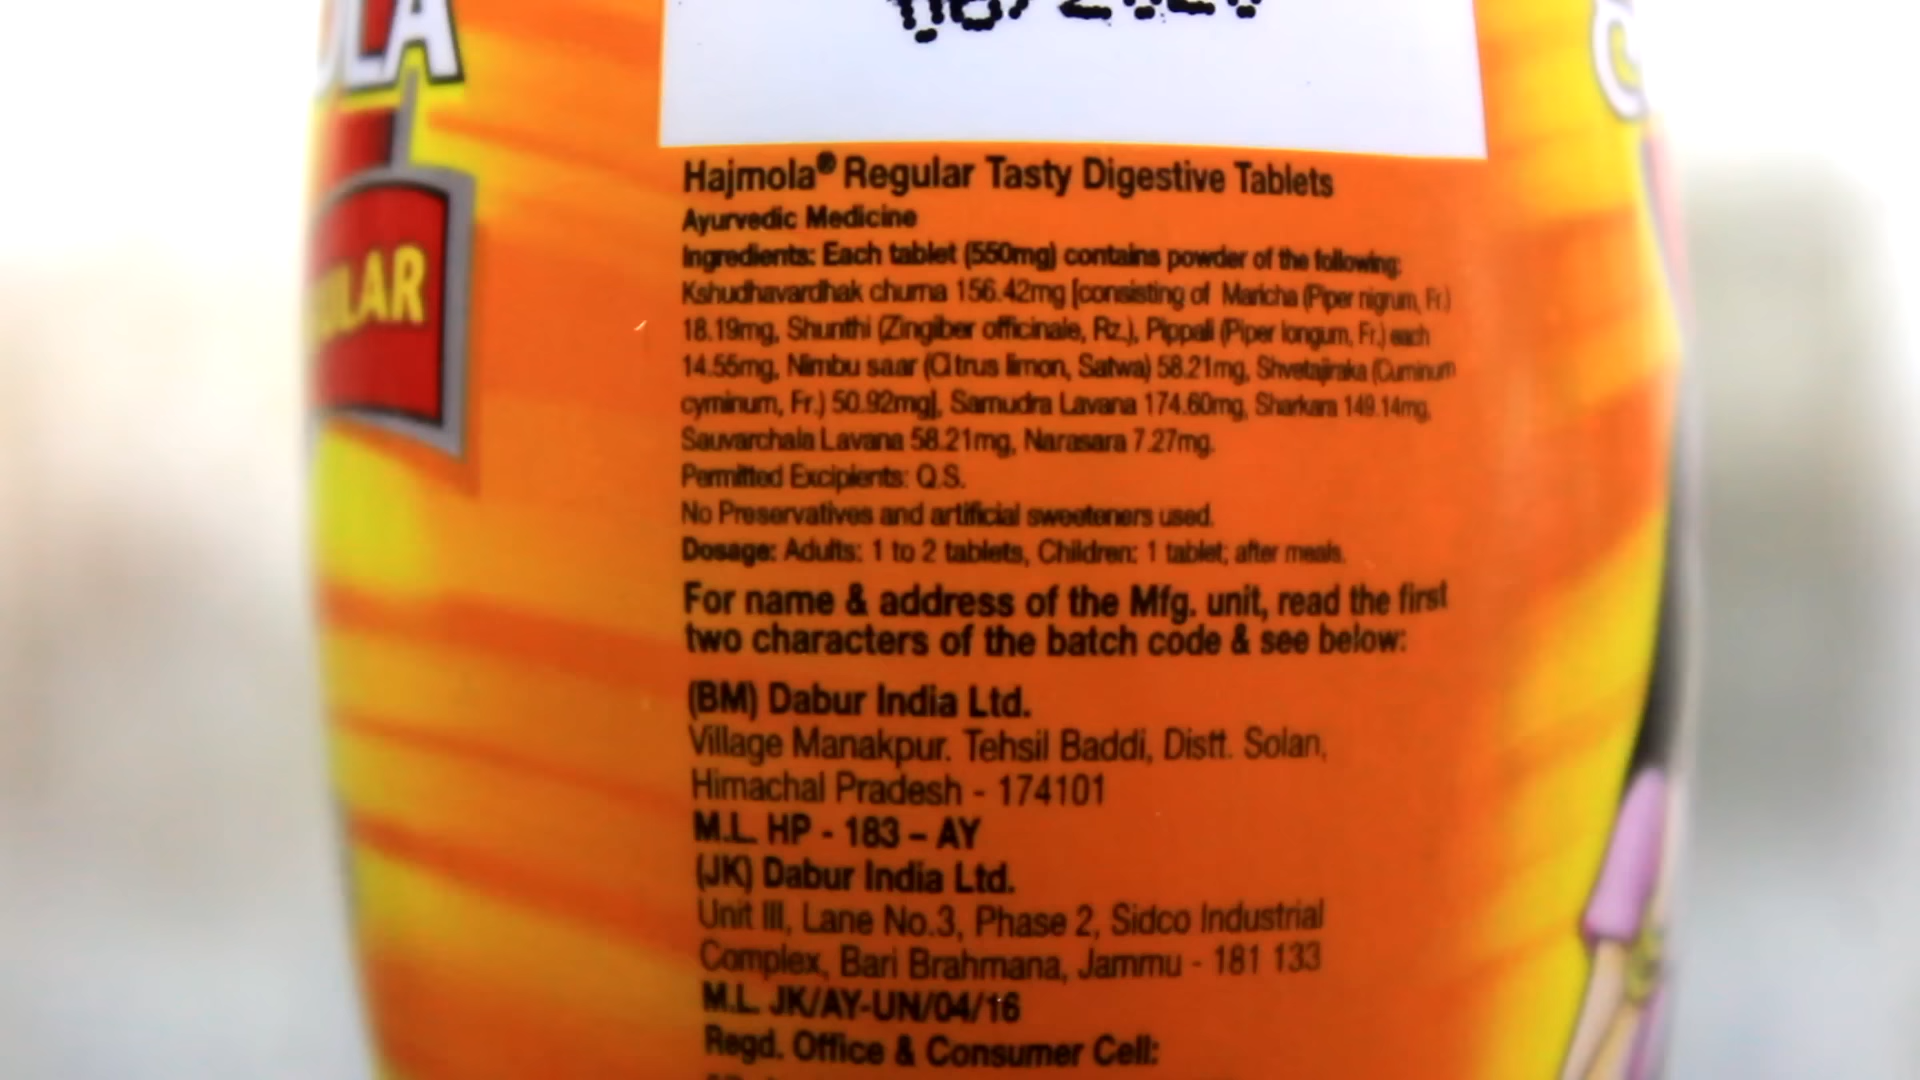 LA
ULAR
Hajmola® Regular Tasty Digestive Tablets
Ayurvedic Medicine
Ingredients: Each tablet (550mg) contains powder of the following:
Kshudhavardhak churna 156.42mg [consisting of Maricha (Piper nigrum, Fr.)
18.19mg, Shunthi (Zingiber officinale, Rz.), Pippali (Piper longum, Fr.) each
14.55mg, Nimbu saar (Citrus limon, Satwa) 58.21mg, Shvetajiraka (Cuminum
cyminum, Fr.) 50.92mg], Samudra Lavana 174.60mg, Sharkara 149.14mg,
Sauvarchala Lavana 58.21mg, Narasara 7.27mg.
Permitted Excipients: Q.S.
No Preservatives and artificial sweeteners used.
Dosage: Adults: 1 to 2 tablets, Children: 1 tablet; after meals.
For name & address of the Mfg. unit, read the first
two characters of the batch code & see below:
(BM) Dabur India Ltd.
Village Manakpur. Tehsil Baddi, Distt. Solan,
Himachal Pradesh - 174101
M.L. HP - 183 – AY
(JK) Dabur India Ltd.
Unit III, Lane No.3, Phase 2, Sidco Industrial
Complex, Bari Brahmana, Jammu - 181 133
M.L. JK/AY-UN/04/16
Regd. Office & Consumer Cell: